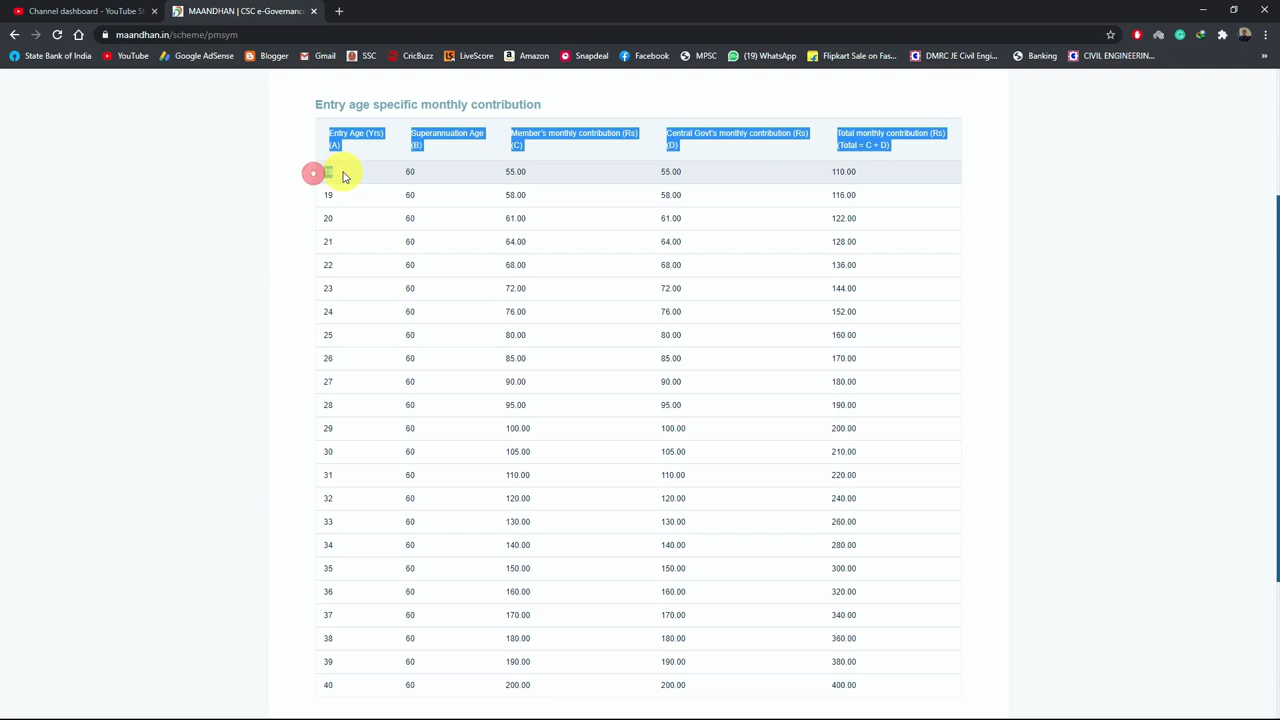 Channel dashboard - YouTube
MAANDHAN | CSC e-Governance
maandhan.in/scheme/pmsym
State Bank of India YouTube Google AdSense Blogger Gmail SSC CricBuzz LiveScore Amazon Snapdeal Facebook MPSC (19) WhatsApp Flipkart Sale on Fas... DMRC JE Civil Engi... Banking CIVIL ENGINEERIN...
Entry age specific monthly contribution
Entry Age (Yrs) Superannuation Age Member's monthly contribution (Rs) Central Govt's monthly contribution (Rs) Total monthly contribution (Rs)
(A) (B) (C) (D) (Total = C + D)
18 60 55.00 55.00 110.00
19 60 58.00 58.00 116.00
20 60 61.00 61.00 122.00
21 60 64.00 64.00 128.00
22 60 68.00 68.00 136.00
23 60 72.00 72.00 144.00
24 60 76.00 76.00 152.00
25 60 80.00 80.00 160.00
26 60 85.00 85.00 170.00
27 60 90.00 90.00 180.00
28 60 95.00 95.00 190.00
29 60 100.00 100.00 200.00
30 60 105.00 105.00 210.00
31 60 110.00 110.00 220.00
32 60 120.00 120.00 240.00
33 60 130.00 130.00 260.00
34 60 140.00 140.00 280.00
35 60 150.00 150.00 300.00
36 60 160.00 160.00 320.00
37 60 170.00 170.00 340.00
38 60 180.00 180.00 360.00
39 60 190.00 190.00 380.00
40 60 200.00 200.00 400.00